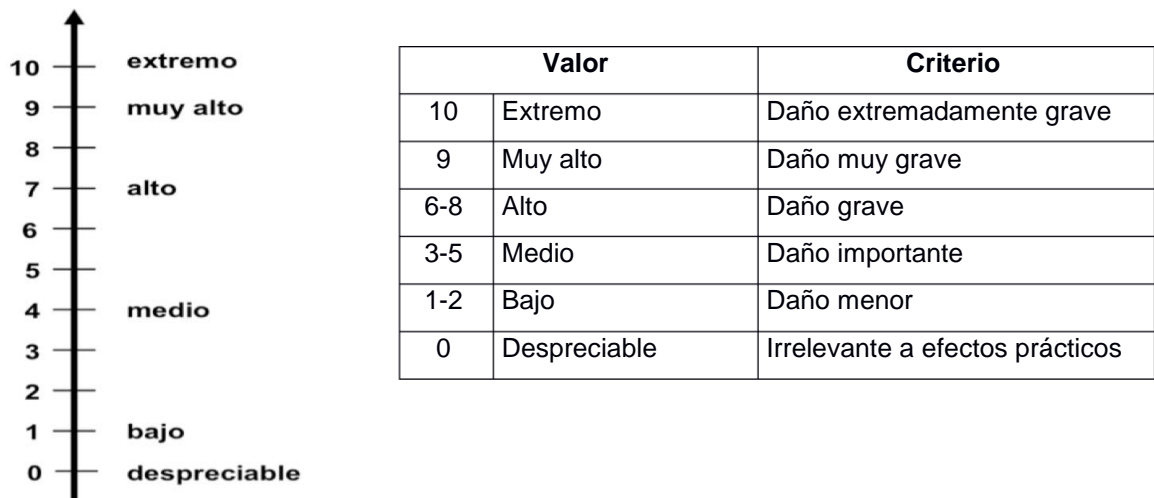 10 extremo
9 muy alto
8
7 alto
6
5
4 medio
3
2
1 bajo
0 despreciable
Valor Criterio
10 Extremo Daño extremadamente grave
9 Muy alto Daño muy grave
6-8 Alto Daño grave
3-5 Medio Daño importante
1-2 Bajo Daño menor
0 Despreciable Irrelevante a efectos prácticos